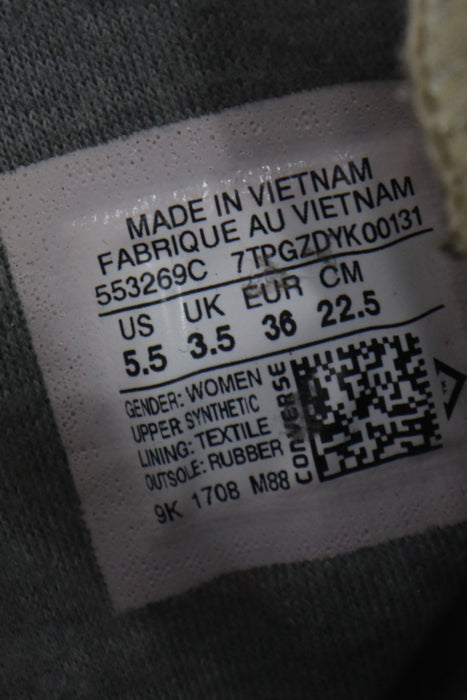 MADE IN VIETNAM
FABRIQUE AU VIETNAM
553269C 7TPGZDYK00131
US UK EUR CM
5.5 3.5 36 22.5
GENDER: WOMEN
UPPER: SYNTHETIC
LINING: TEXTILE
OUTSOLE: RUBBER
CONVERSE
9K 1708 M88